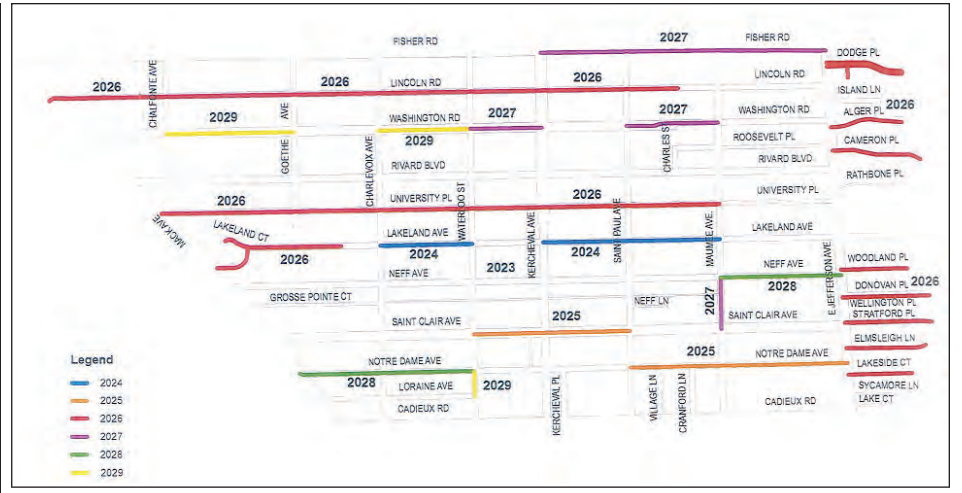 2027
FISHER RD
FISHER RD
DODGE PL
2026
2026
LINCOLN RD
2026
LINCOLN RD
ISLAND LN
CHALFONTE AVE
GOETHE AVE
2029
WASHINGTON RD
2027
2027
WASHINGTON RD
ALGER PL
2026
2029
CHARLES S
ROOSEVELT PL
CAMERON PL
CHARLEVOIX AVE
RIVARD BLVD
RIVARD BLVD
RATHBONE PL
WATERLOO ST
2026
UNIVERSITY PL
2026
UNIVERSITY PL
MACK AVE
LAKELAND CT
LAKELAND AVE
KERCHEVAL AVE
SAINT PAUL AVE
MAUMEE AVE
LAKELAND AVE
2026
2024
2023
2024
NEFF AVE
NEFF AVE
E JEFFERSON AVE
WOODLAND PL
2028
DONOVAN PL
2026
GROSSE POINTE CT
NEFF LN
2027
WELLINGTON PL
SAINT CLAIR AVE
2025
SAINT CLAIR AVE
STRATFORD PL
ELMSLEIGH LN
NOTRE DAME AVE
2025
NOTRE DAME AVE
LAKESIDE CT
2028
LORAINE AVE
2029
SYCAMORE LN
CADIEUX RD
KERCHEVAL PL
VILLAGE LN
CRANFORD LN
CADIEUX RD
LAKE CT
Legend
2024
2025
2026
2027
2028
2029